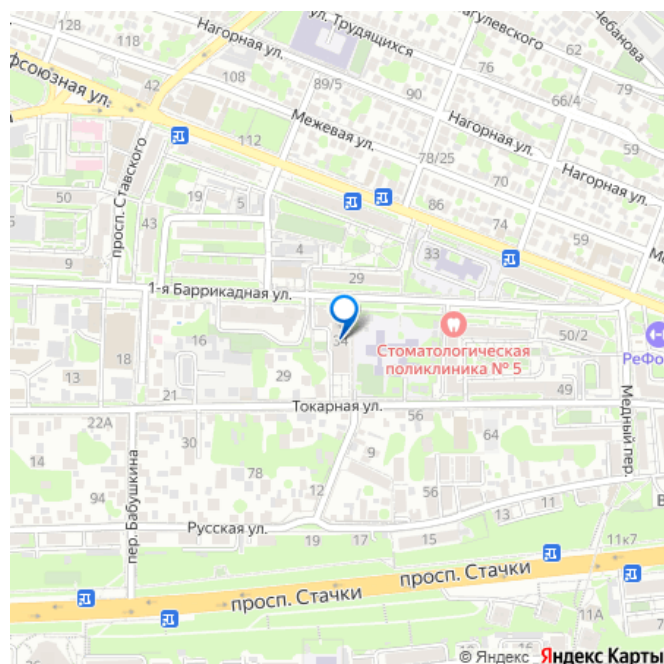 128
118
Нагорная ул.
ул. Трудящихся
агулевского
Чебанова
62
79
76
66/4
фсоюзная ул.
42
108
89/5
90
Межевая ул.
Нагорная ул.
59
112
78/25
70
Нагорная ул.
просп. Ставского
50
19
5
86
74
59
43
4
33
9
29
1-я Баррикадная ул.
34
Стоматологическая
поликлиника № 5
50/2
РеФо
18
16
29
49
Медный пер.
22А
Токарная ул.
56
21
30
64
14
78
9
94
пер. Бабушкина
12
56
13
11
Русская ул.
19
17
15
11к7
просп. Стачки
просп. Стачки
11А
© Яндекс Яндекс Карты